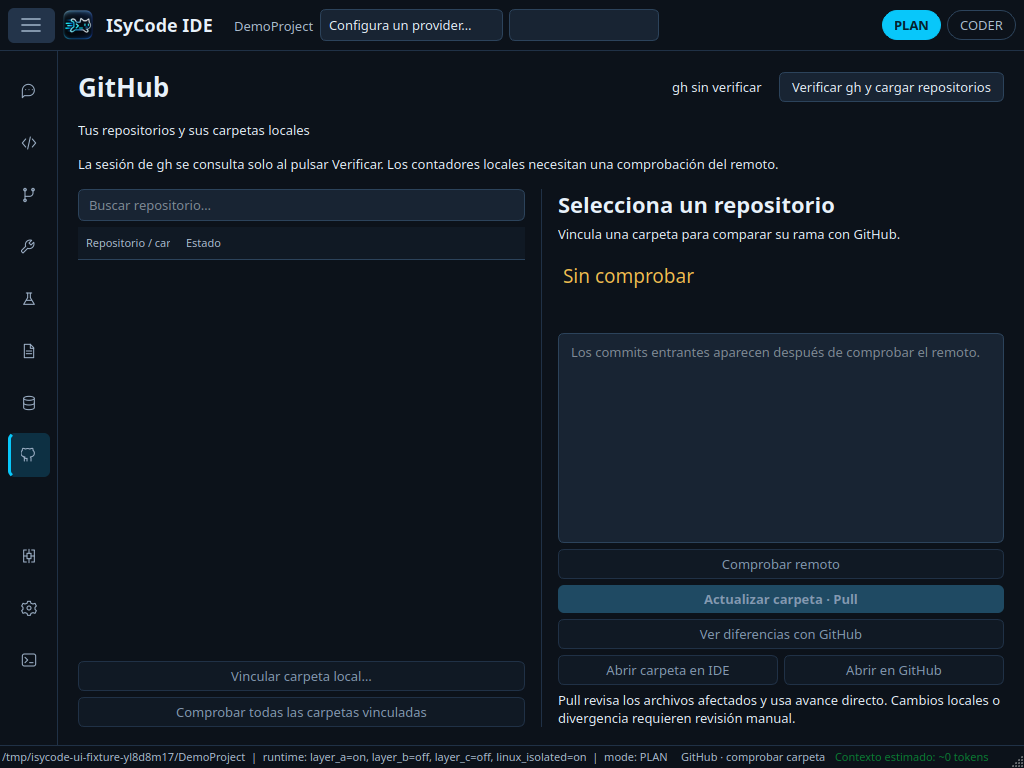 ISyCode IDE
DemoProject
Configura un provider...
PLAN
CODER
GitHub
gh sin verificar
Verificar gh y cargar repositorios
Tus repositorios y sus carpetas locales
La sesión de gh se consulta solo al pulsar Verificar. Los contadores locales necesitan una comprobación del remoto.
Buscar repositorio...
Repositorio / car
Estado
Vincular carpeta local...
Comprobar todas las carpetas vinculadas
Selecciona un repositorio
Vincula una carpeta para comparar su rama con GitHub.
Sin comprobar
Los commits entrantes aparecen después de comprobar el remoto.
Comprobar remoto
Actualizar carpeta · Pull
Ver diferencias con GitHub
Abrir carpeta en IDE
Abrir en GitHub
Pull revisa los archivos afectados y usa avance directo. Cambios locales o
divergencia requieren revisión manual.
/tmp/isycode-ui-fixture-yl8d8m17/DemoProject | runtime: layer_a=on, layer_b=off, layer_c=off, linux_isolated=on | mode: PLAN
GitHub · comprobar carpeta
Contexto estimado: ~0 tokens